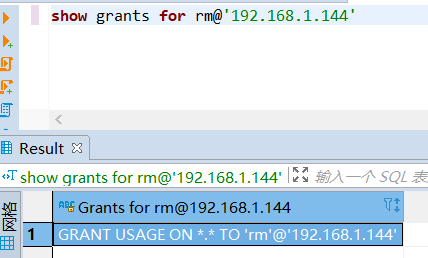 show grants for rm@'192.168.1.144'
Result
show grants for rm@'192.168.1.144'
输入一个 SQL 表
网格
Grants for rm@192.168.1.144
1
GRANT USAGE ON *.* TO 'rm'@'192.168.1.144'